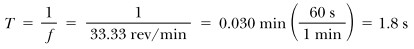 T = 1/f = 1/(33.33 rev/min) = 0.030 min (60 s/1 min) = 1.8 s